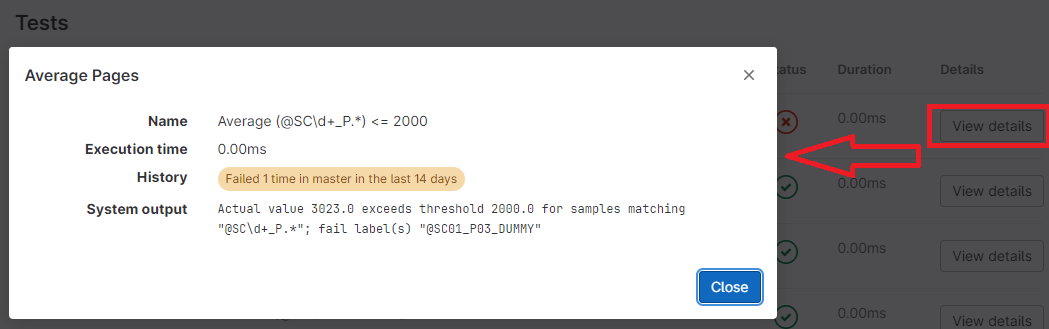 Tests
Average Pages
×
tatus
Duration
Details
Name
Average (@SC\d+_P.*) <= 2000
0.00ms
View details
Execution time
0.00ms
History
Failed 1 time in master in the last 14 days
0.00ms
View details
System output
Actual value 3023.0 exceeds threshold 2000.0 for samples matching
"@SC\d+_P.*"; fail label(s) "@SC01_P03_DUMMY"
0.00ms
View details
Close
0.00ms
View details